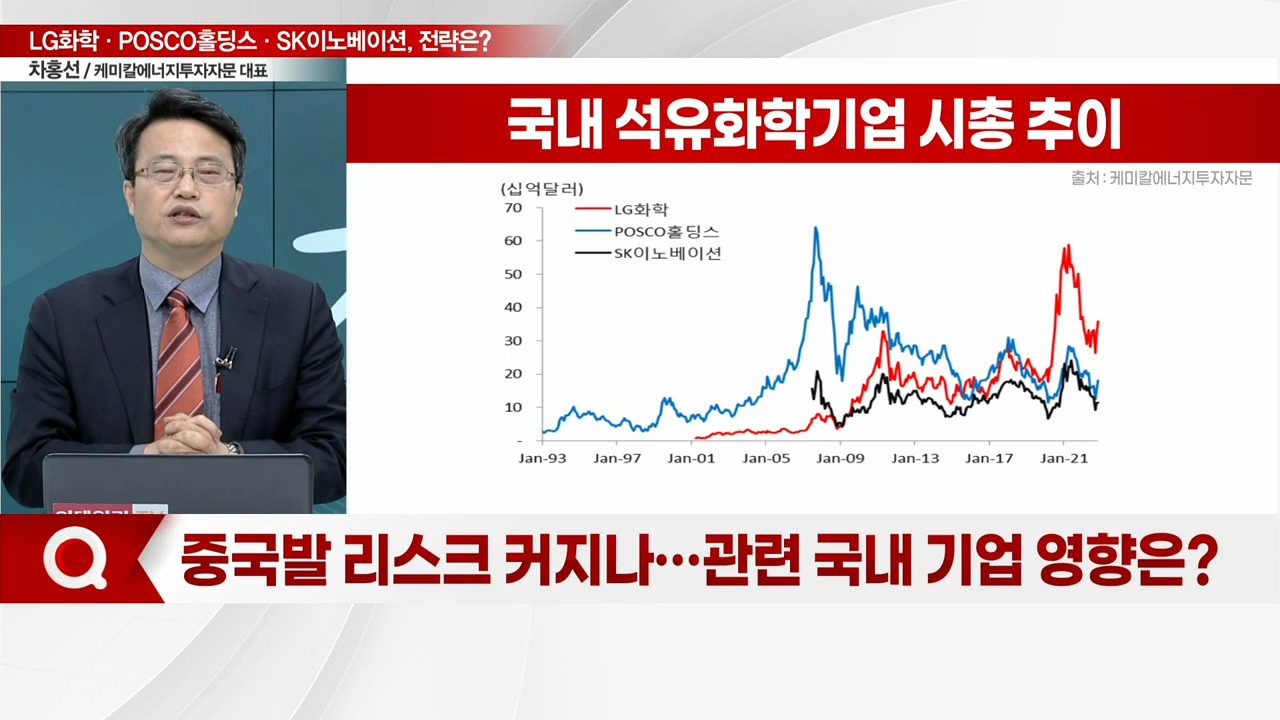 LG화학 · POSCO홀딩스 · SK이노베이션, 전략은?
차홍선 / 케미칼에너지투자자문 대표
국내 석유화학기업 시총 추이
출처 : 케미칼에너지투자자문
(십억달러)
70
60
50
40
30
20
10
-
LG화학
POSCO홀딩스
SK이노베이션
Jan-93 Jan-97 Jan-01 Jan-05 Jan-09 Jan-13 Jan-17 Jan-21
Q 중국발 리스크 커지나…관련 국내 기업 영향은?